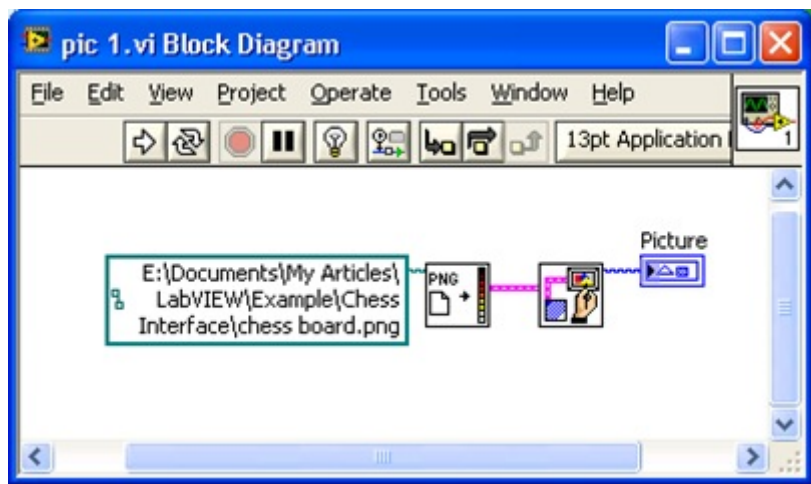 pic 1.vi Block Diagram
File Edit View Project Operate Tools Window Help
13pt Application
1
Picture
E:\Documents\My Articles\
LabVIEW\Example\Chess
Interface\chess board.png
PNG